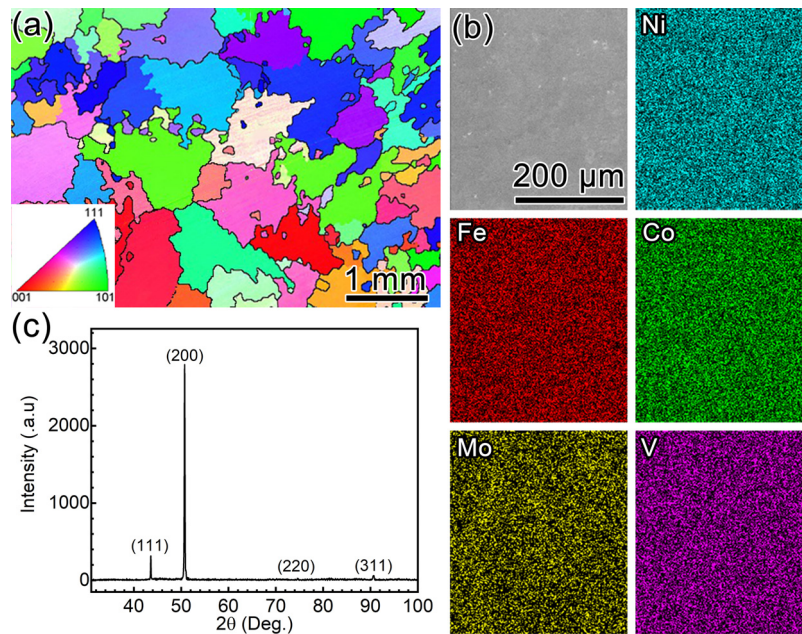 (a)
111
001
101
1 mm
(b)
200 μm
Ni
Fe
Co
Mo
V
(c)
3000
2000
1000
0
Intensity (.a.u)
(111)
(200)
(220)
(311)
40 50 60 70 80 90 100
2θ (Deg.)